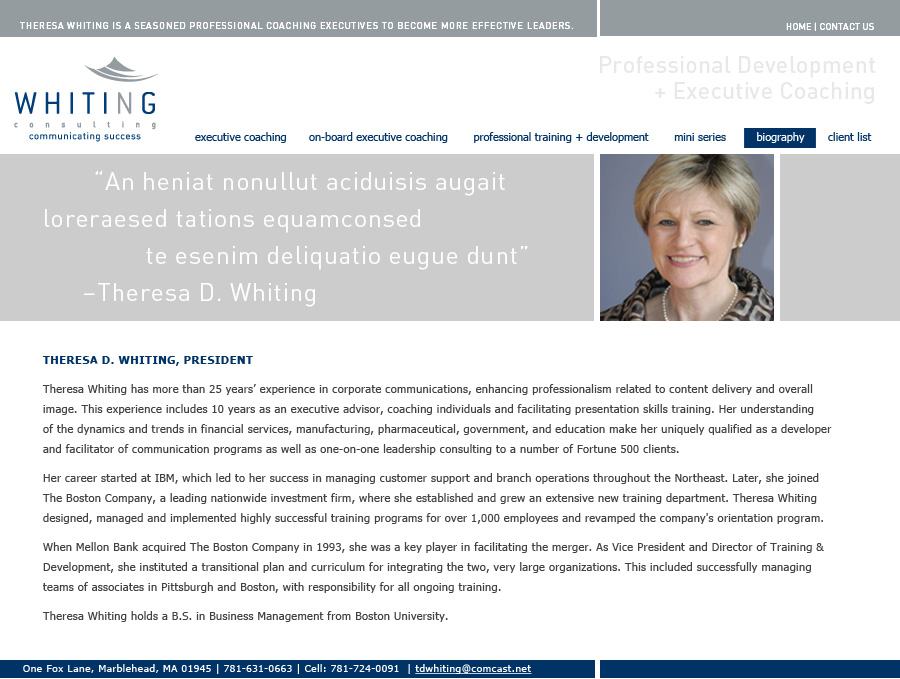 THERESA WHITING IS A SEASONED PROFESSIONAL COACHING EXECUTIVES TO BECOME MORE EFFECTIVE LEADERS.
HOME | CONTACT US
Professional Development
+ Executive Coaching
WHITING
consulting
communicating success
executive coaching on-board executive coaching professional training + development mini series biography client list
“An heniat nonullut aciduisis augait
loreraesed tations equamconsed
te esenim deliquatio eugue dunt”
–Theresa D. Whiting
THERESA D. WHITING, PRESIDENT
Theresa Whiting has more than 25 years’ experience in corporate communications, enhancing professionalism related to content delivery and overall
image. This experience includes 10 years as an executive advisor, coaching individuals and facilitating presentation skills training. Her understanding
of the dynamics and trends in financial services, manufacturing, pharmaceutical, government, and education make her uniquely qualified as a developer
and facilitator of communication programs as well as one-on-one leadership consulting to a number of Fortune 500 clients.
Her career started at IBM, which led to her success in managing customer support and branch operations throughout the Northeast. Later, she joined
The Boston Company, a leading nationwide investment firm, where she established and grew an extensive new training department. Theresa Whiting
designed, managed and implemented highly successful training programs for over 1,000 employees and revamped the company's orientation program.
When Mellon Bank acquired The Boston Company in 1993, she was a key player in facilitating the merger. As Vice President and Director of Training &
Development, she instituted a transitional plan and curriculum for integrating the two, very large organizations. This included successfully managing
teams of associates in Pittsburgh and Boston, with responsibility for all ongoing training.
Theresa Whiting holds a B.S. in Business Management from Boston University.
One Fox Lane, Marblehead, MA 01945 | 781-631-0663 | Cell: 781-724-0091 | tdwhiting@comcast.net